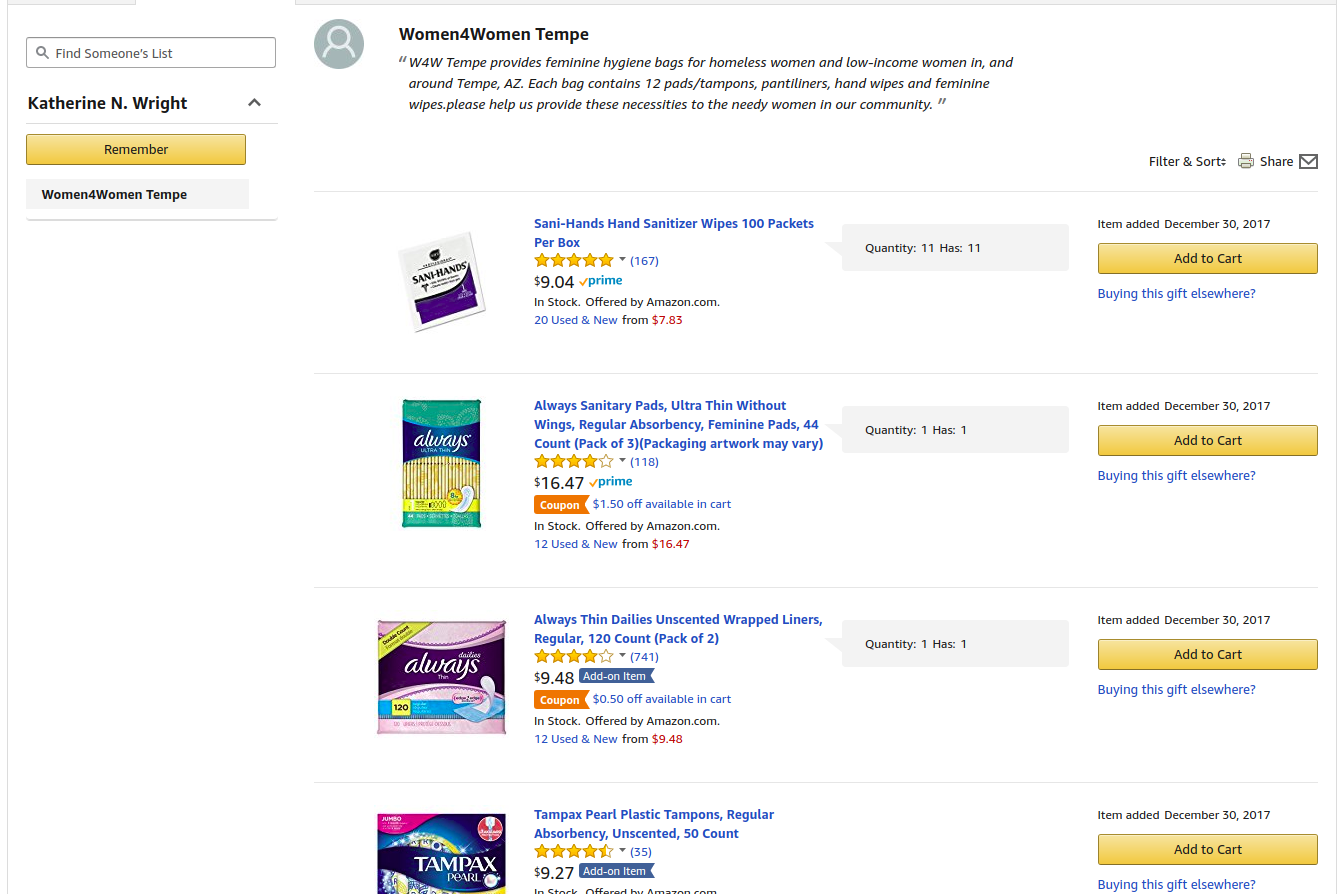 Find Someone's List
Katherine N. Wright
Remember
Women4Women Tempe
Women4Women Tempe
“ W4W Tempe provides feminine hygiene bags for homeless women and low-income women in, and
around Tempe, AZ. Each bag contains 12 pads/tampons, pantiliners, hand wipes and feminine
wipes.please help us provide these necessities to the needy women in our community. ”
Filter & Sort
Share
SANI-HANDS
Sani-Hands Hand Sanitizer Wipes 100 Packets
Per Box
(167)
$9.04 prime
In Stock. Offered by Amazon.com.
20 Used & New from $7.83
Quantity: 11 Has: 11
Item added December 30, 2017
Add to Cart
Buying this gift elsewhere?
always
ULTRA THIN
Always Sanitary Pads, Ultra Thin Without
Wings, Regular Absorbency, Feminine Pads, 44
Count (Pack of 3)(Packaging artwork may vary)
(118)
$16.47 prime
Coupon $1.50 off available in cart
In Stock. Offered by Amazon.com.
12 Used & New from $16.47
Quantity: 1 Has: 1
Item added December 30, 2017
Add to Cart
Buying this gift elsewhere?
Double Count
dailies
always
Thin
120
Always Thin Dailies Unscented Wrapped Liners,
Regular, 120 Count (Pack of 2)
(741)
$9.48 Add-on Item
Coupon $0.50 off available in cart
In Stock. Offered by Amazon.com.
12 Used & New from $9.48
Quantity: 1 Has: 1
Item added December 30, 2017
Add to Cart
Buying this gift elsewhere?
JUMBO
TAMPAX
PEARL
Tampax Pearl Plastic Tampons, Regular
Absorbency, Unscented, 50 Count
(35)
$9.27 Add-on Item
In Stock. Offered by Amazon.com.
Item added December 30, 2017
Add to Cart
Buying this gift elsewhere?